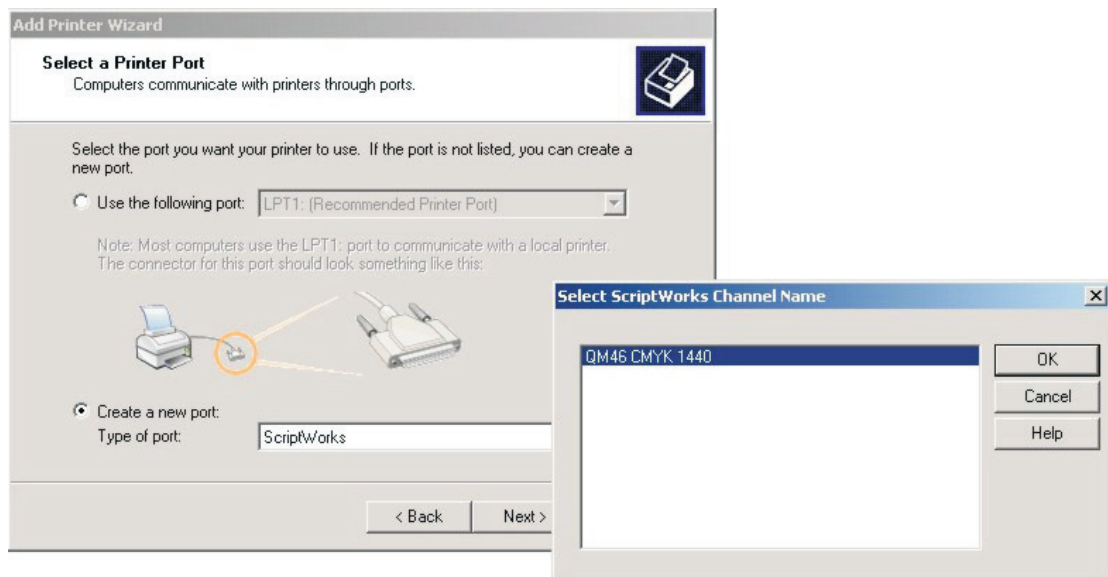 Add Printer Wizard
Select a Printer Port
Computers communicate with printers through ports.
Select the port you want your printer to use. If the port is not listed, you can create a
new port.
Use the following port: LPT1: (Recommended Printer Port)
Note: Most computers use the LPT1: port to communicate with a local printer.
The connector for this port should look something like this:
Create a new port:
Type of port: ScriptWorks
< Back Next >
Select ScriptWorks Channel Name
QM46 CMYK 1440
OK
Cancel
Help